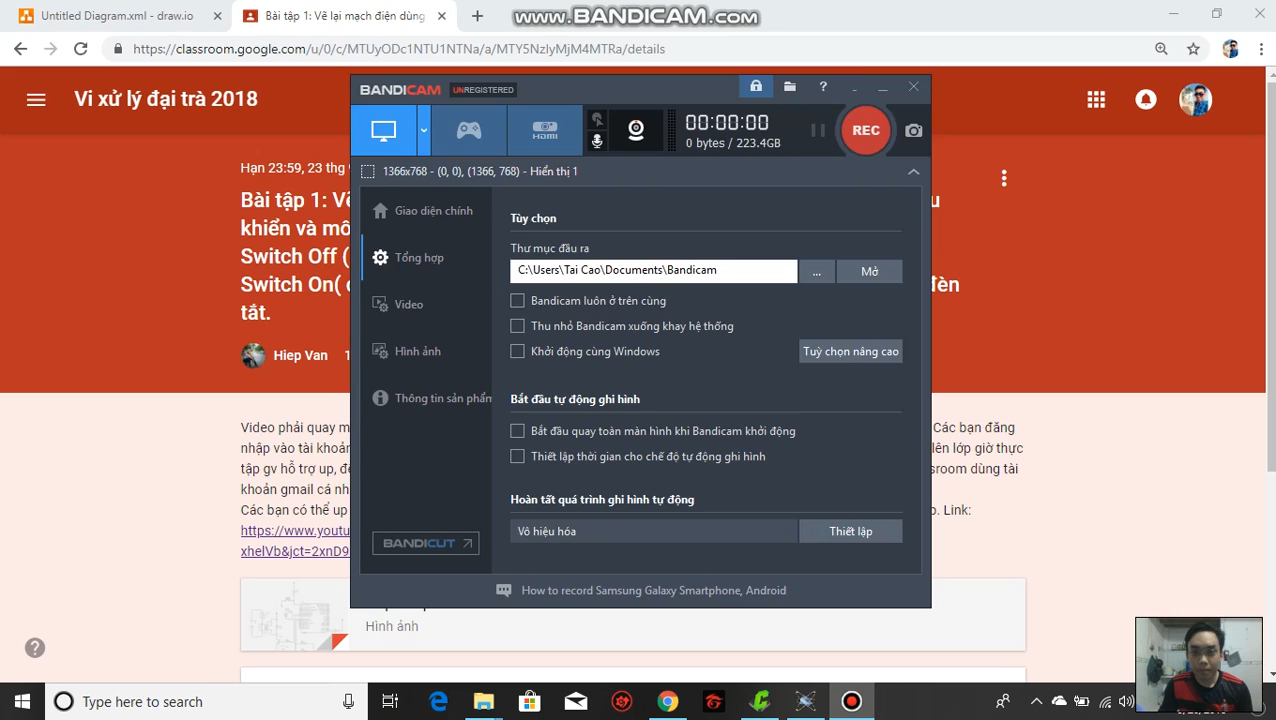 Untitled Diagram.xml - draw.io
Bài tập 1: Vẽ lại mạch điện dùng
www.BANDICAM.com
https://classroom.google.com/u/0/c/MTUyODc1NTU1NTNa/a/MTY5NzIyMjM4MTRa/details
Vi xử lý đại trà 2018
BANDICAM UNREGISTERED
HDMI
00:00:00
0 bytes / 223.4GB
REC
1366x768 - (0, 0), (1366, 768) - Hiển thị 1
Hạn 23:59, 23 thg
Bài tập 1: Vẽ
khiển và mô
Switch Off (
Switch On( c
đèn
tắt.
Hiep Van
Giao diện chính
Tổng hợp
Video
Hình ảnh
Thông tin sản phẩm
BANDICUT
Tùy chọn
Thư mục đầu ra
C:\Users\Tai Cao\Documents\Bandicam
...
Mở
Bandicam luôn ở trên cùng
Thu nhỏ Bandicam xuống khay hệ thống
Khởi động cùng Windows
Tuỳ chọn nâng cao
Bắt đầu tự động ghi hình
Bắt đầu quay toàn màn hình khi Bandicam khởi động
Thiết lập thời gian cho chế độ tự động ghi hình
Hoàn tất quá trình ghi hình tự động
Vô hiệu hóa
Thiết lập
How to record Samsung Galaxy Smartphone, Android
Video phải quay m
Các bạn đăng
nhập vào tài khoản
lên lớp giờ thực
tập gv hỗ trợ up, để
ssroom dùng tài
khoản gmail cá nh
Các bạn có thể up
o. Link:
https://www.youtu
xhelVb&jct=2xnD9
Hình ảnh
Type here to search